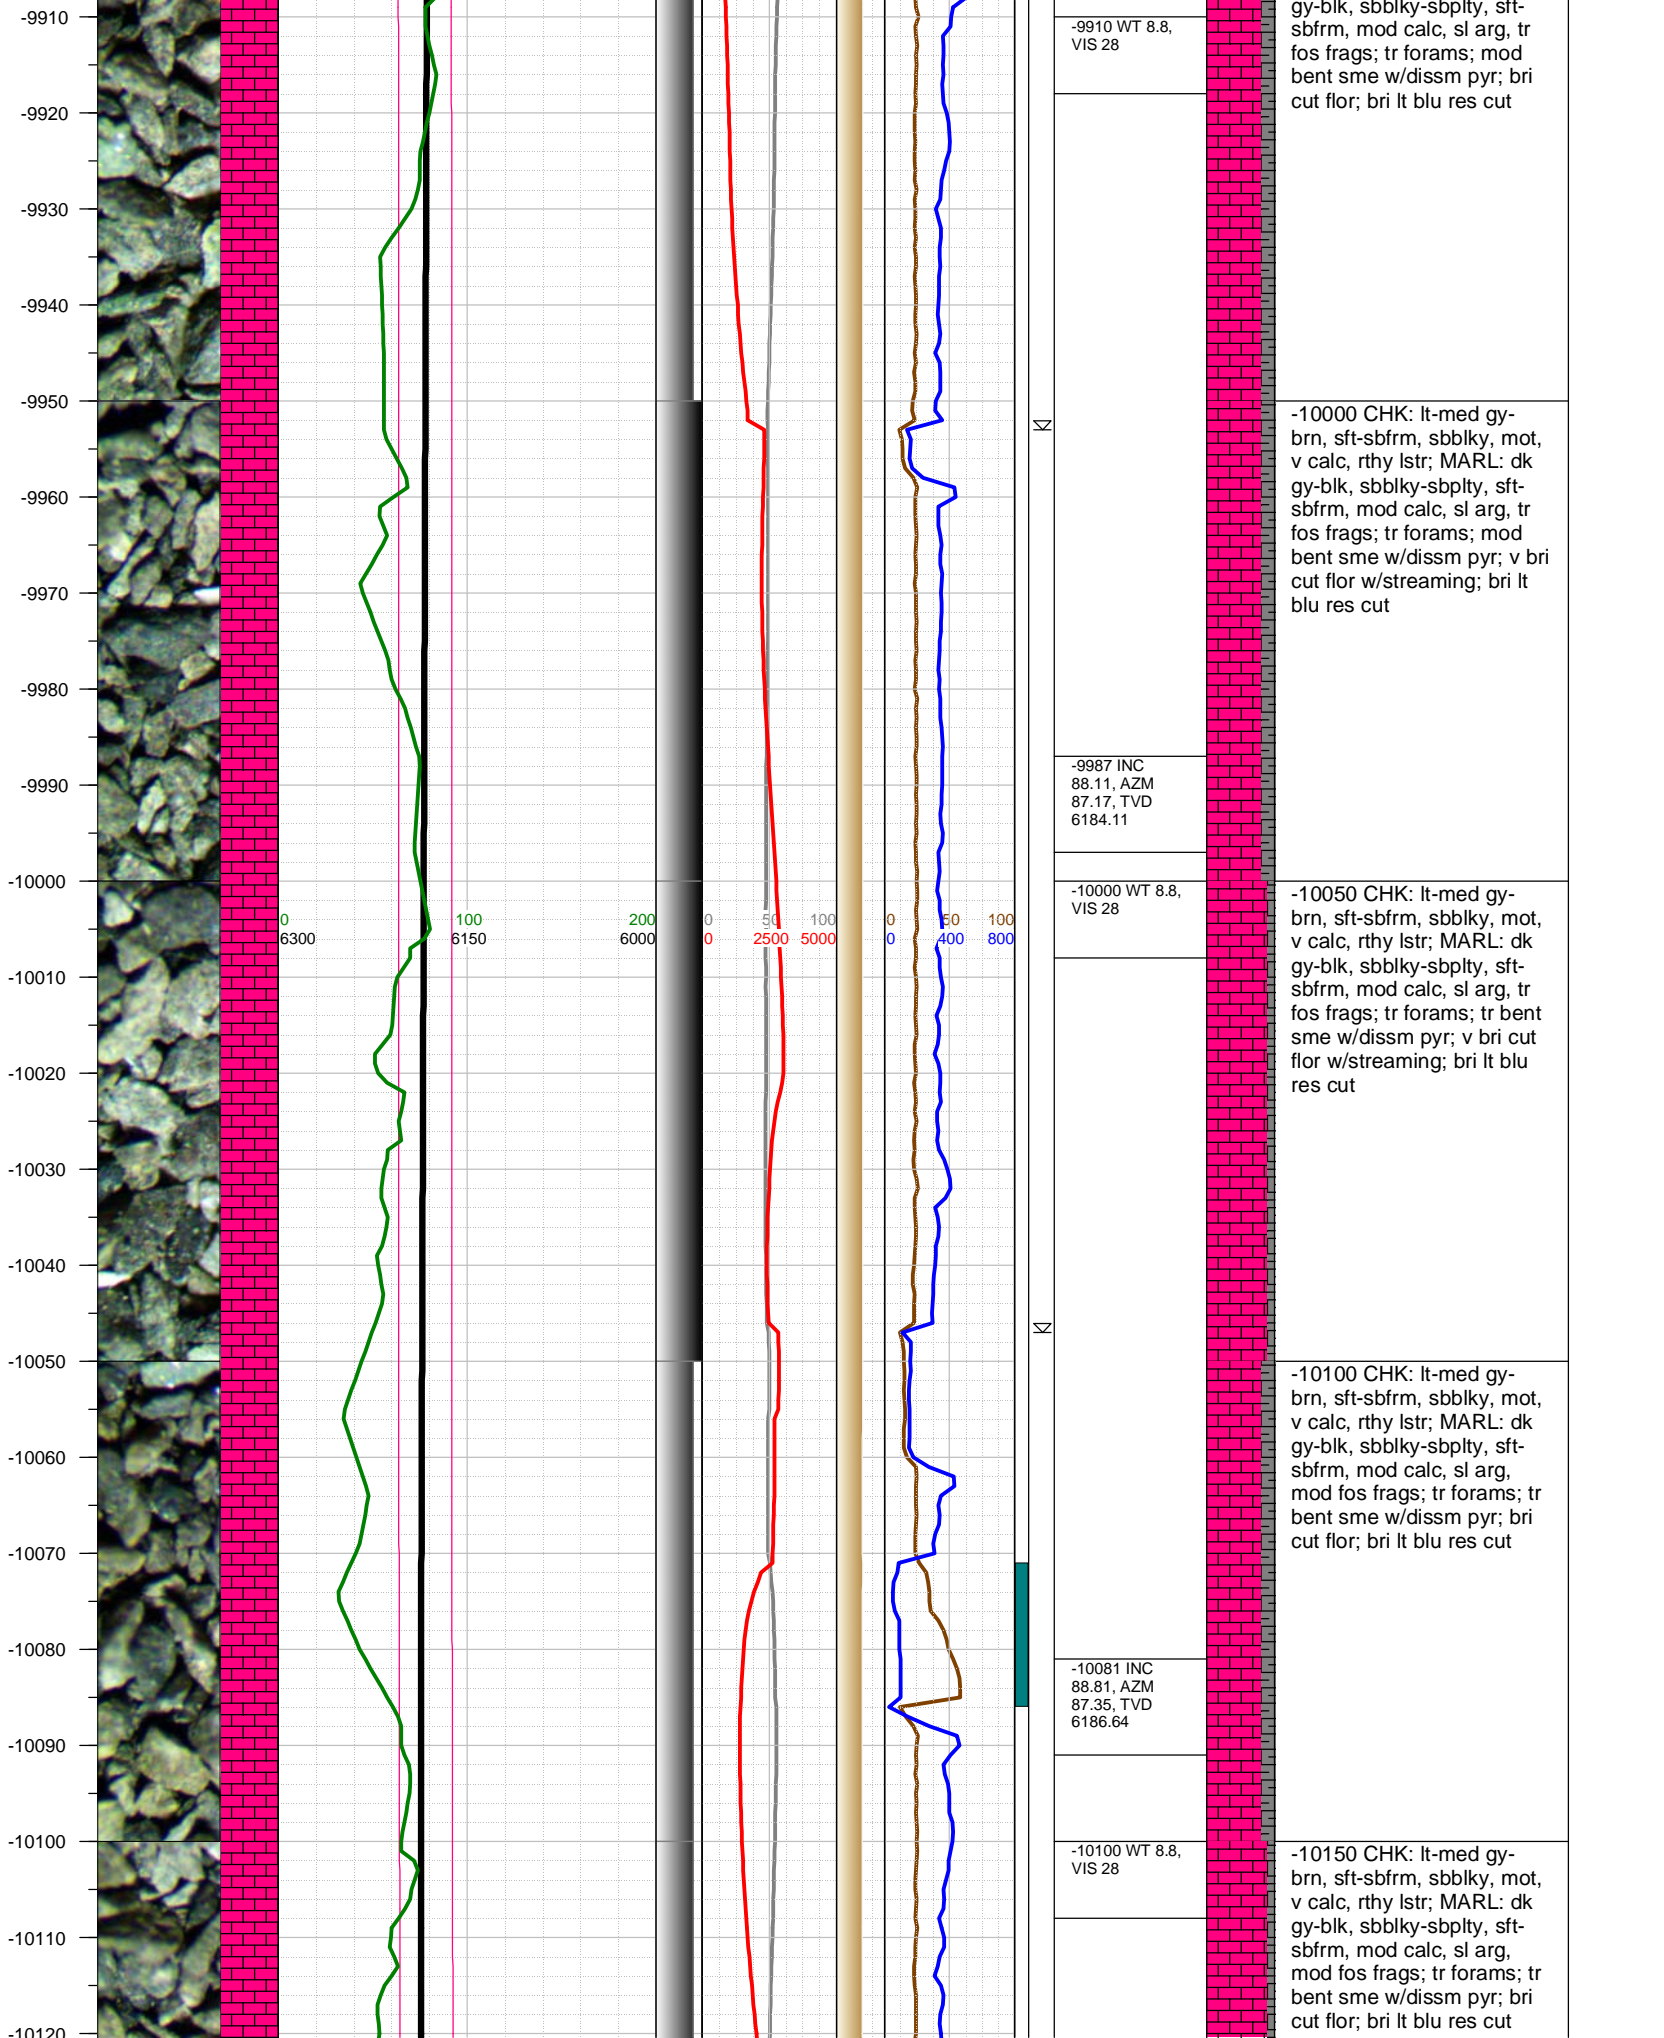 gy-blk, sbblky-sbplty, sft-
-9910
-9910 WT 8.8,
VIS 28
sbfrm, mod calc, sl arg, tr
fos frags; tr forams; mod
bent sme w/dissm pyr; bri
cut flor; bri lt blu res cut
-9920
-9930
-9940
-9950
-10000 CHK: lt-med gy-
brn, sft-sbfrm, sbblky, mot,
v calc, rthy lstr; MARL: dk
gy-blk, sbblky-sbplty, sft-
sbfrm, mod calc, sl arg, tr
fos frags; tr forams; mod
bent sme w/dissm pyr; v bri
cut flor w/streaming; bri lt
blu res cut
-9960
-9970
-9980
-9987 INC
88.11, AZM
87.17, TVD
6184.11
-9990
-10000
-10000 WT 8.8,
VIS 28
-10050 CHK: lt-med gy-
brn, sft-sbfrm, sbblky, mot,
v calc, rthy lstr; MARL: dk
gy-blk, sbblky-sbplty, sft-
sbfrm, mod calc, sl arg, tr
fos frags; tr forams; tr bent
sme w/dissm pyr; v bri cut
flor w/streaming; bri lt blu
res cut
0 100 200 0 50 100 0 50 100
6300 6150 6000 0 2500 5000 0 400 800
-10010
-10020
-10030
-10040
-10050
-10100 CHK: lt-med gy-
brn, sft-sbfrm, sbblky, mot,
v calc, rthy lstr; MARL: dk
gy-blk, sbblky-sbplty, sft-
sbfrm, mod calc, sl arg,
mod fos frags; tr forams; tr
bent sme w/dissm pyr; bri
cut flor; bri lt blu res cut
-10060
-10070
-10080
-10081 INC
88.81, AZM
87.35, TVD
6186.64
-10090
-10100
-10100 WT 8.8,
VIS 28
-10150 CHK: lt-med gy-
brn, sft-sbfrm, sbblky, mot,
v calc, rthy lstr; MARL: dk
gy-blk, sbblky-sbplty, sft-
sbfrm, mod calc, sl arg,
mod fos frags; tr forams; tr
bent sme w/dissm pyr; bri
cut flor; bri lt blu res cut
-10110
-10120